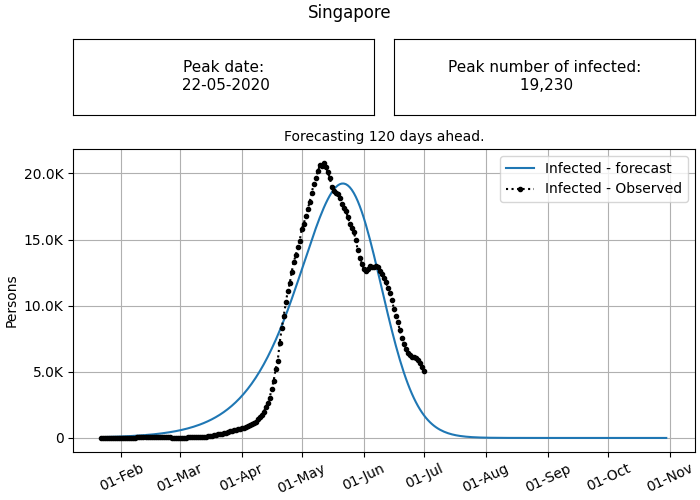 Singapore
Peak date:
22-05-2020
Peak number of infected:
19,230
Forecasting 120 days ahead.
Infected - forecast
Infected - Observed
Persons
20.0K
15.0K
10.0K
5.0K
0
01-Feb
01-Mar
01-Apr
01-May
01-Jun
01-Jul
01-Aug
01-Sep
01-Oct
01-Nov